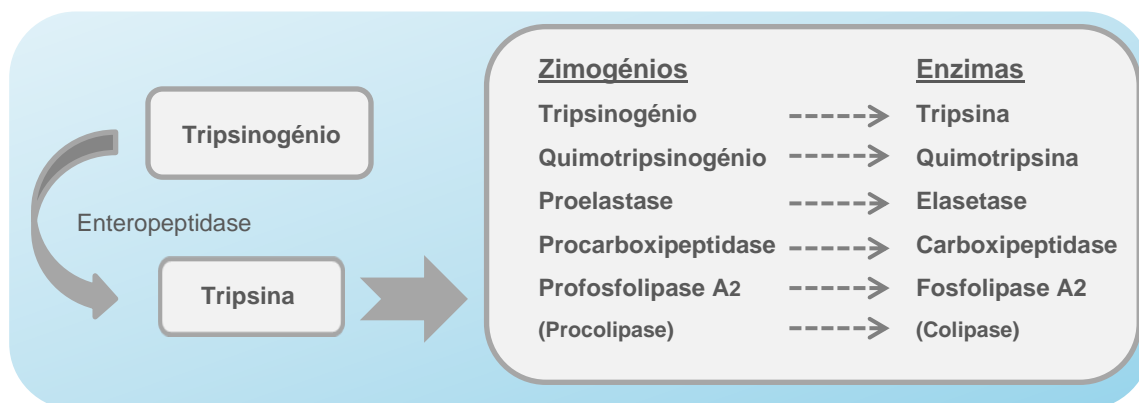 Tripsinogénio
Enteropeptidase
Tripsina
Zimogénios Enzimas
Tripsinogénio Tripsina
Quimotripsinogénio Quimotripsina
Proelastase Elasetase
Procarboxipeptidase Carboxipeptidase
Profosfolipase A2 Fosfolipase A2
(Procolipase) (Colipase)